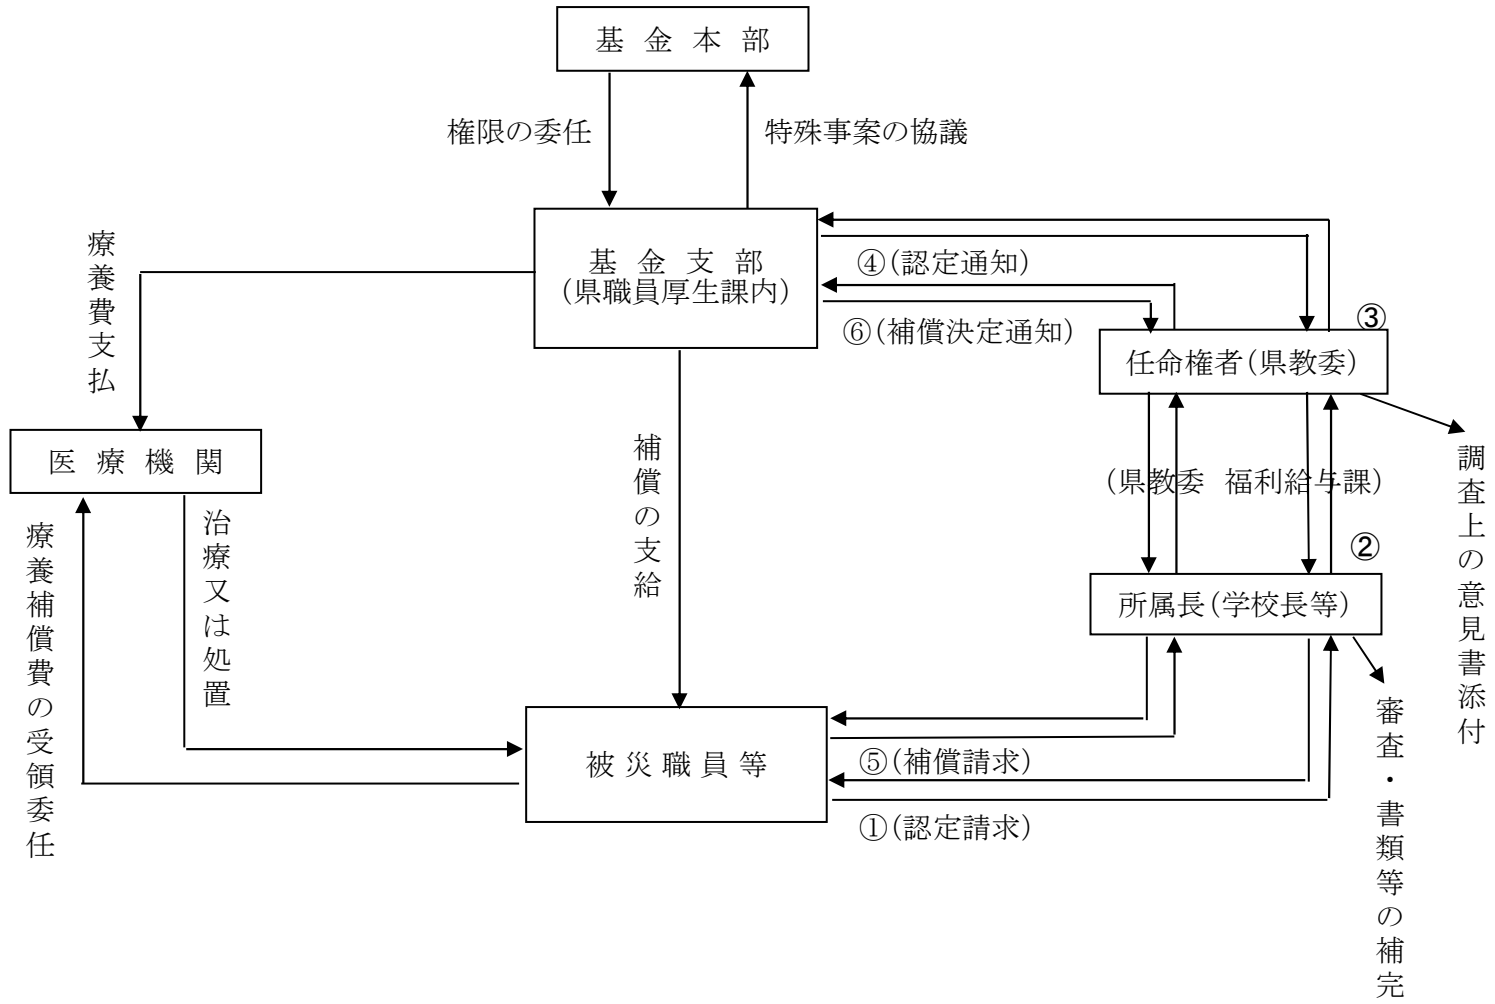 基金本部
権限の委任
特殊事案の協議
基金支部
(県職員厚生課内)
療養費支払
④(認定通知)
⑥(補償決定通知)
③
任命権者(県教委)
医療機関
補償の支給
(県教委 福利給与課)
調査上の意見書添付
療養補償費の受領委任
治療又は処置
②
所属長(学校長等)
審査・書類等の補完
被災職員等
⑤(補償請求)
①(認定請求)